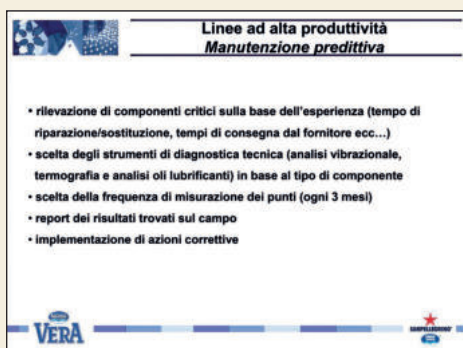 Linee ad alta produttività
Manutenzione predittiva
• rilevazione di componenti critici sulla base dell'esperienza (tempo di
riparazione/sostituzione, tempi di consegna dal fornitore ecc...)
• scelta degli strumenti di diagnostica tecnica (analisi vibrazionale,
termografia e analisi oli lubrificanti) in base al tipo di componente
• scelta della frequenza di misurazione dei punti (ogni 3 mesi)
• report dei risultati trovati sul campo
• implementazione di azioni correttive
VERA
SANPELLEGRINO